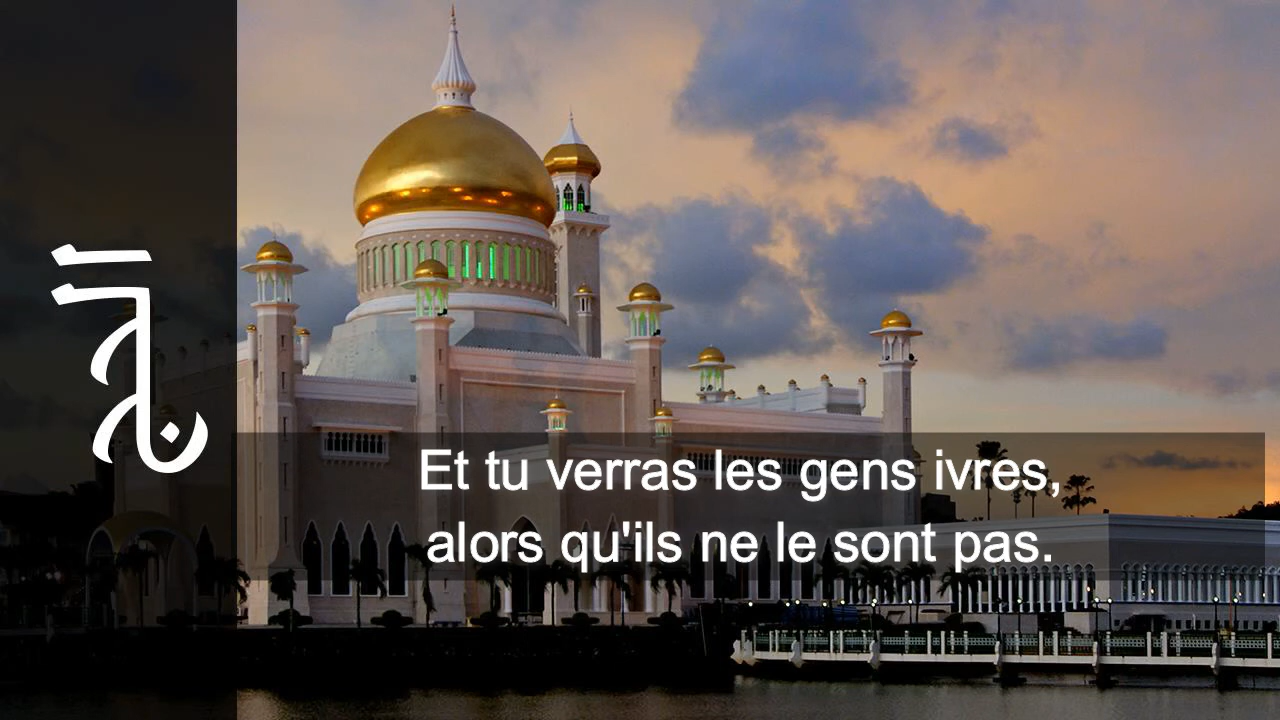 Et tu verras les gens ivres,
alors qu'ils ne le sont pas.